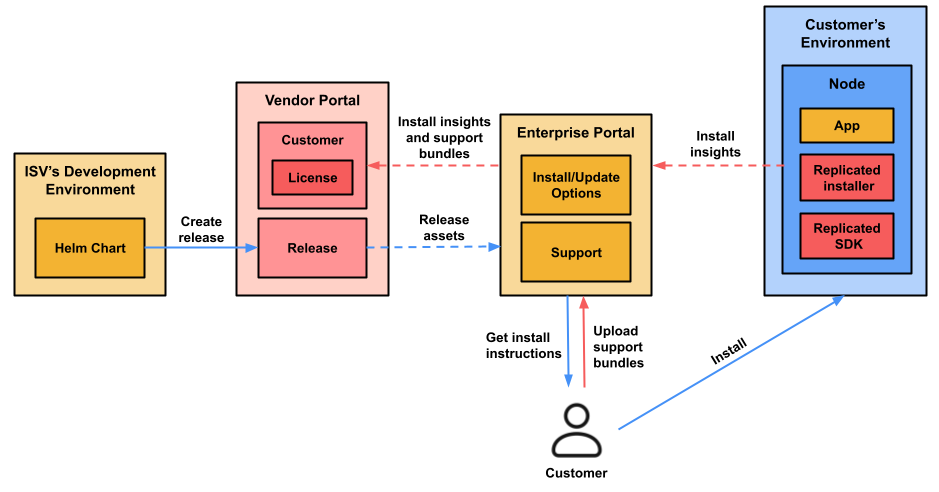 ISV's Development
Environment
Helm Chart
Create
release
Vendor Portal
Customer
License
Release
Install insights
and support
bundles
Release
assets
Enterprise Portal
Install/Update
Options
Support
Install
insights
Customer's
Environment
Node
App
Replicated
installer
Replicated
SDK
Get install
instructions
Upload
support
bundles
Install
Customer